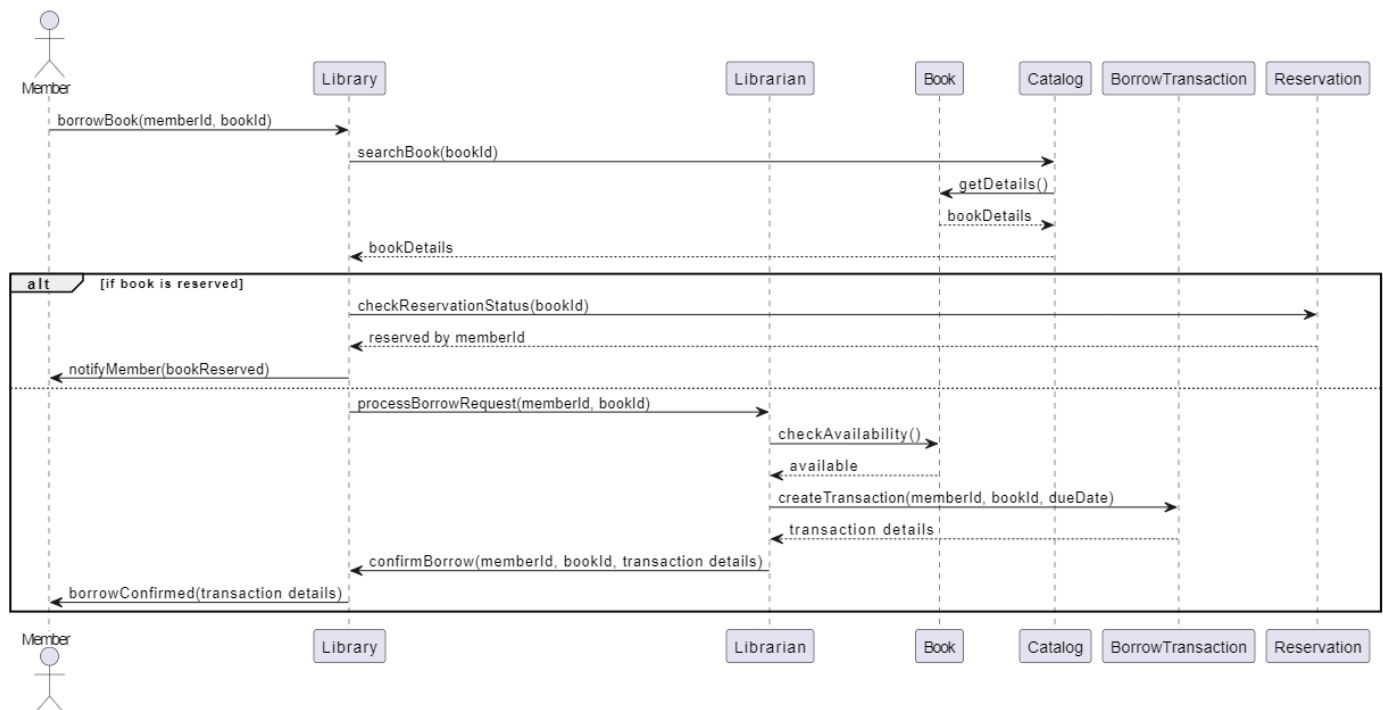 Member
Library
Librarian
Book
Catalog
BorrowTransaction
Reservation
borrowBook(memberId, bookId)
searchBook(bookId)
getDetails()
bookDetails
bookDetails
alt [if book is reserved]
checkReservationStatus(bookId)
reserved by memberId
notifyMember(bookReserved)
processBorrowRequest(memberId, bookId)
checkAvailability()
available
createTransaction(memberId, bookId, dueDate)
transaction details
confirmBorrow(memberId, bookId, transaction details)
borrowConfirmed(transaction details)
Member
Library
Librarian
Book
Catalog
BorrowTransaction
Reservation